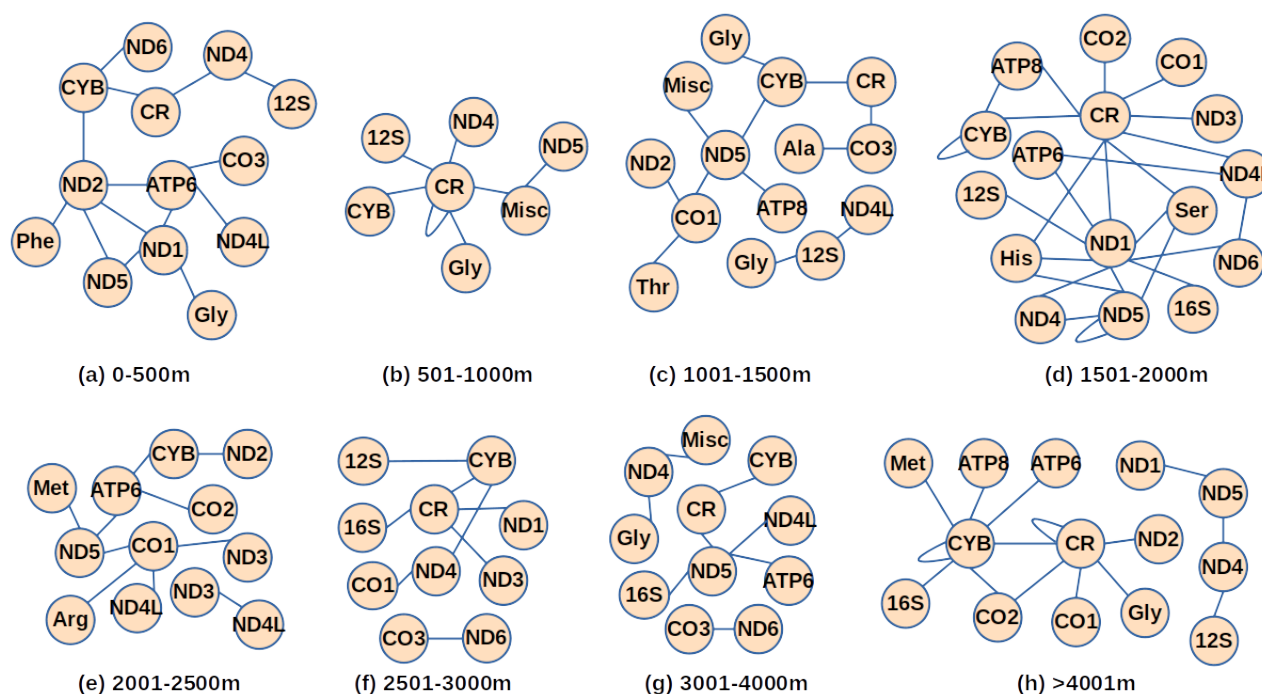 ND6
ND4
CYB
CR
12S
CO3
ND2
ATP6
Phe
ND1
ND4L
ND5
Gly
(a) 0-500m
12S
ND4
ND5
CR
CYB
Misc
Gly
(b) 501-1000m
Gly
Misc
CYB
CR
ND2
ND5
Ala
CO3
CO1
ATP8
ND4L
Gly
12S
Thr
(c) 1001-1500m
CO2
ATP8
CO1
CR
ND3
CYB
ATP6
ND4L
12S
Ser
ND1
His
ND6
ND4
ND5
16S
(d) 1501-2000m
CYB
ND2
Met
ATP6
CO2
ND5
CO1
ND3
ND3
Arg
ND4L
ND4L
(e) 2001-2500m
12S
CYB
CR
16S
ND1
CO1
ND4
ND3
CO3
ND6
(f) 2501-3000m
Misc
ND4
CYB
CR
ND4L
Gly
ND5
ATP6
16S
CO3
ND6
(g) 3001-4000m
Met
ATP8
ATP6
ND1
ND5
CYB
CR
ND2
ND4
16S
CO2
CO1
Gly
12S
(h) >4001m